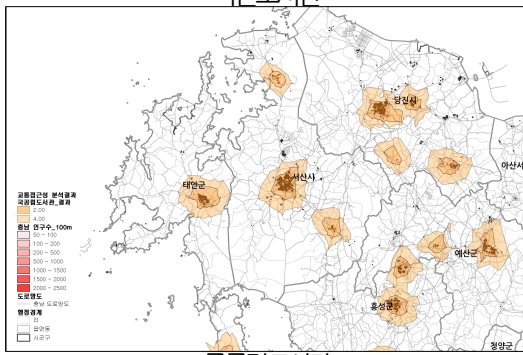 당진시
아산시
서산시
태안군
예산군
홍성군
청양군
교통접근성 분석결과
국공립도서관_결과
2.00
4.00
충남 인구수_100m
50 - 100
100 - 200
200 - 500
500 - 1000
1000 - 1500
1500 - 2000
2000 - 2500
도로망도
충남 도로망도
행정경계
리
읍면동
시군구